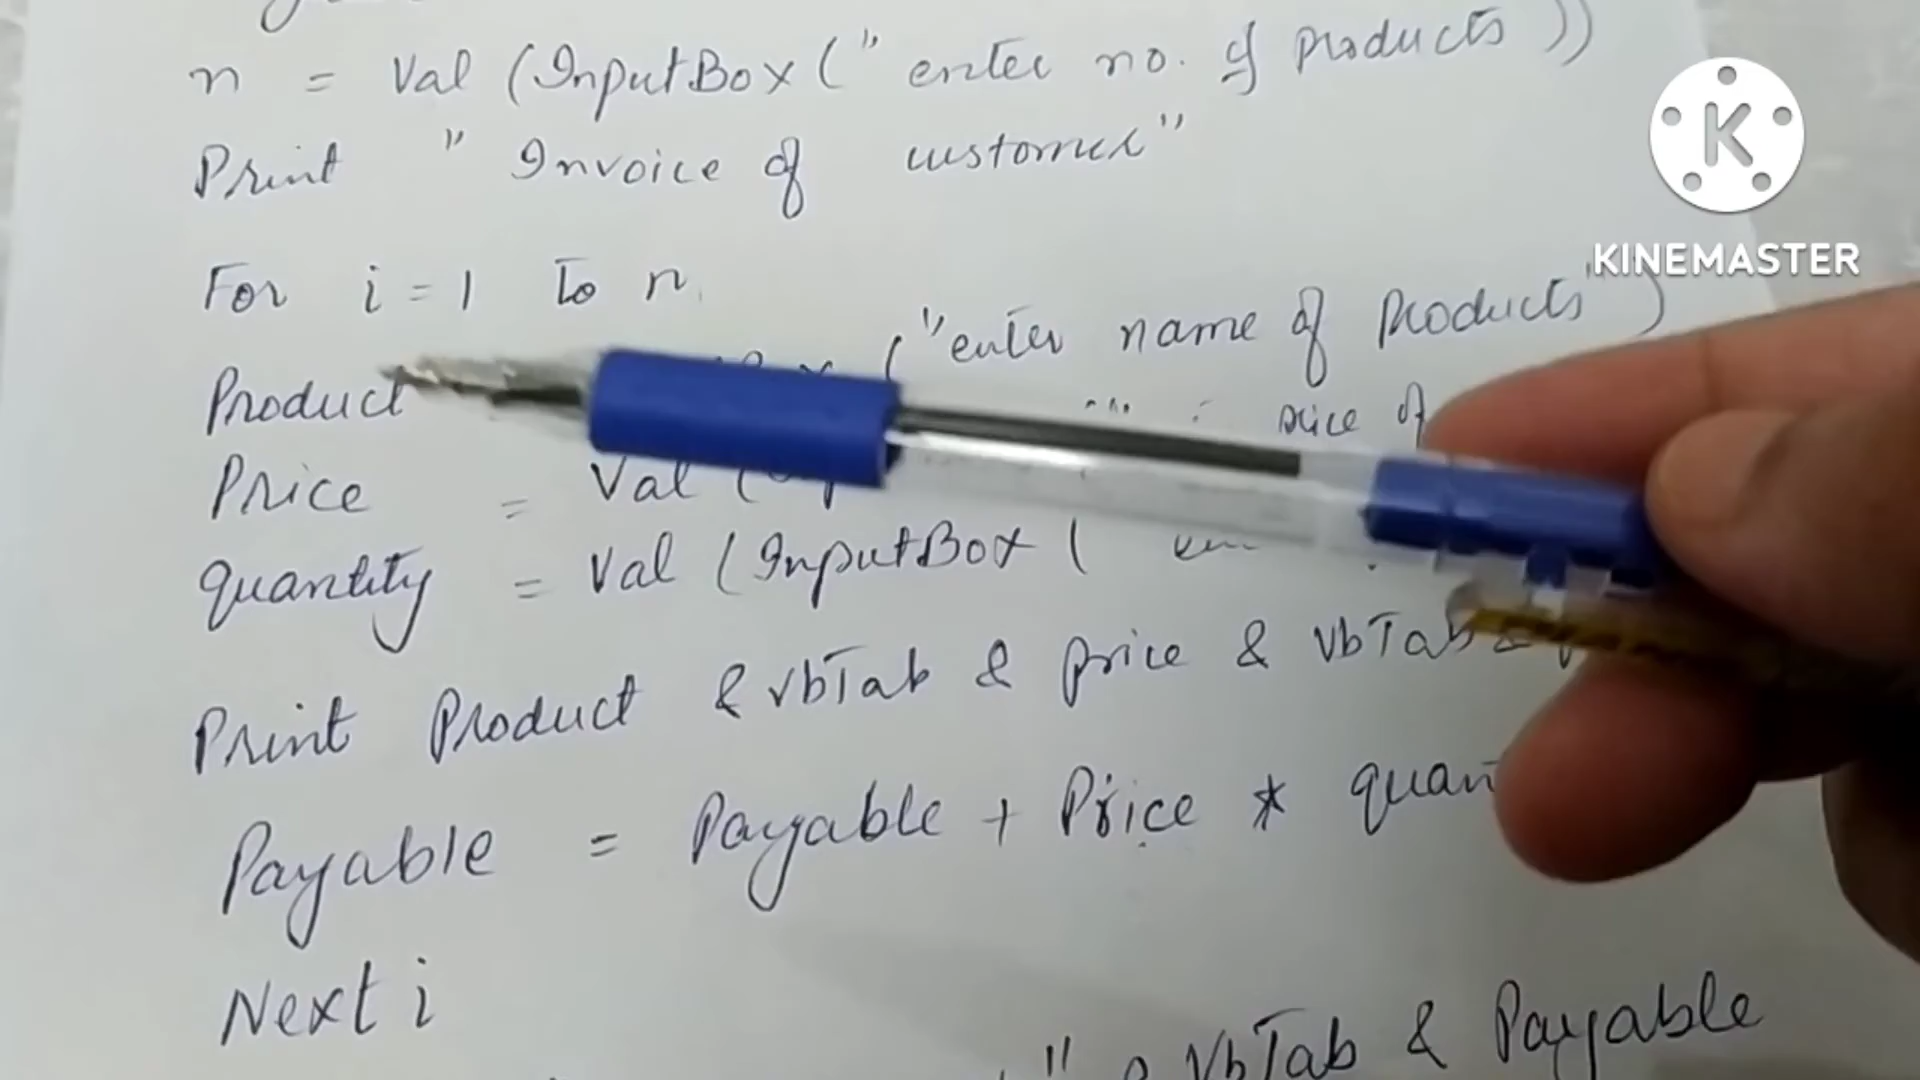 n = Val (InputBox (" enter no. of products ))
Print " Invoice of customer"
For i = 1 to n
Product ("enter name of Products")
Price = Val ( price of
quantity = Val (InputBox (
Print Product & vbTab & price & vbTab &
Payable = Payable + Price * quan
Next i
" & VbTab & Payable
K
KINEMASTER